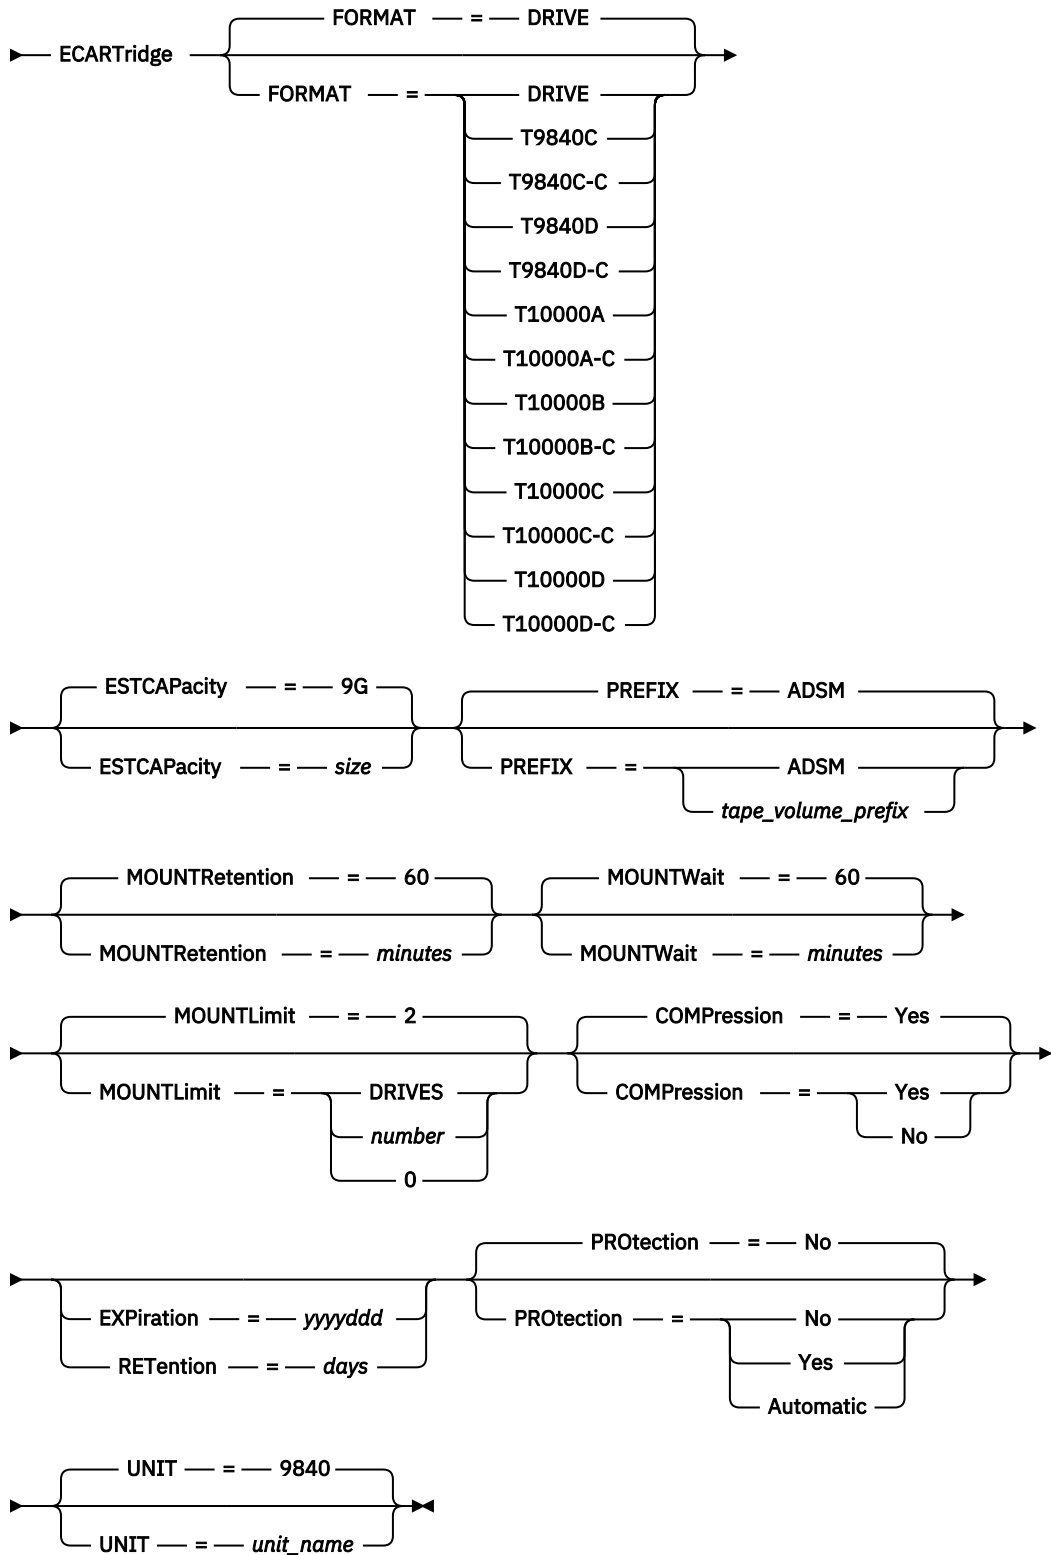 FORMAT = DRIVE
ECARTridge
FORMAT = DRIVE
T9840C
T9840C-C
T9840D
T9840D-C
T10000A
T10000A-C
T10000B
T10000B-C
T10000C
T10000C-C
T10000D
T10000D-C
ESTCAPacity = 9G PREFIX = ADSM
ESTCAPacity = size PREFIX = ADSM
tape_volume_prefix
MOUNTRetention = 60 MOUNTWait = 60
MOUNTRetention = minutes MOUNTWait = minutes
MOUNTLimit = 2 COMPression = Yes
MOUNTLimit = DRIVES COMPression = Yes
number No
0
PROtection = No
EXPiration = yyyyddd PROtection = No
RETention = days Yes
Automatic
UNIT = 9840
UNIT = unit_name